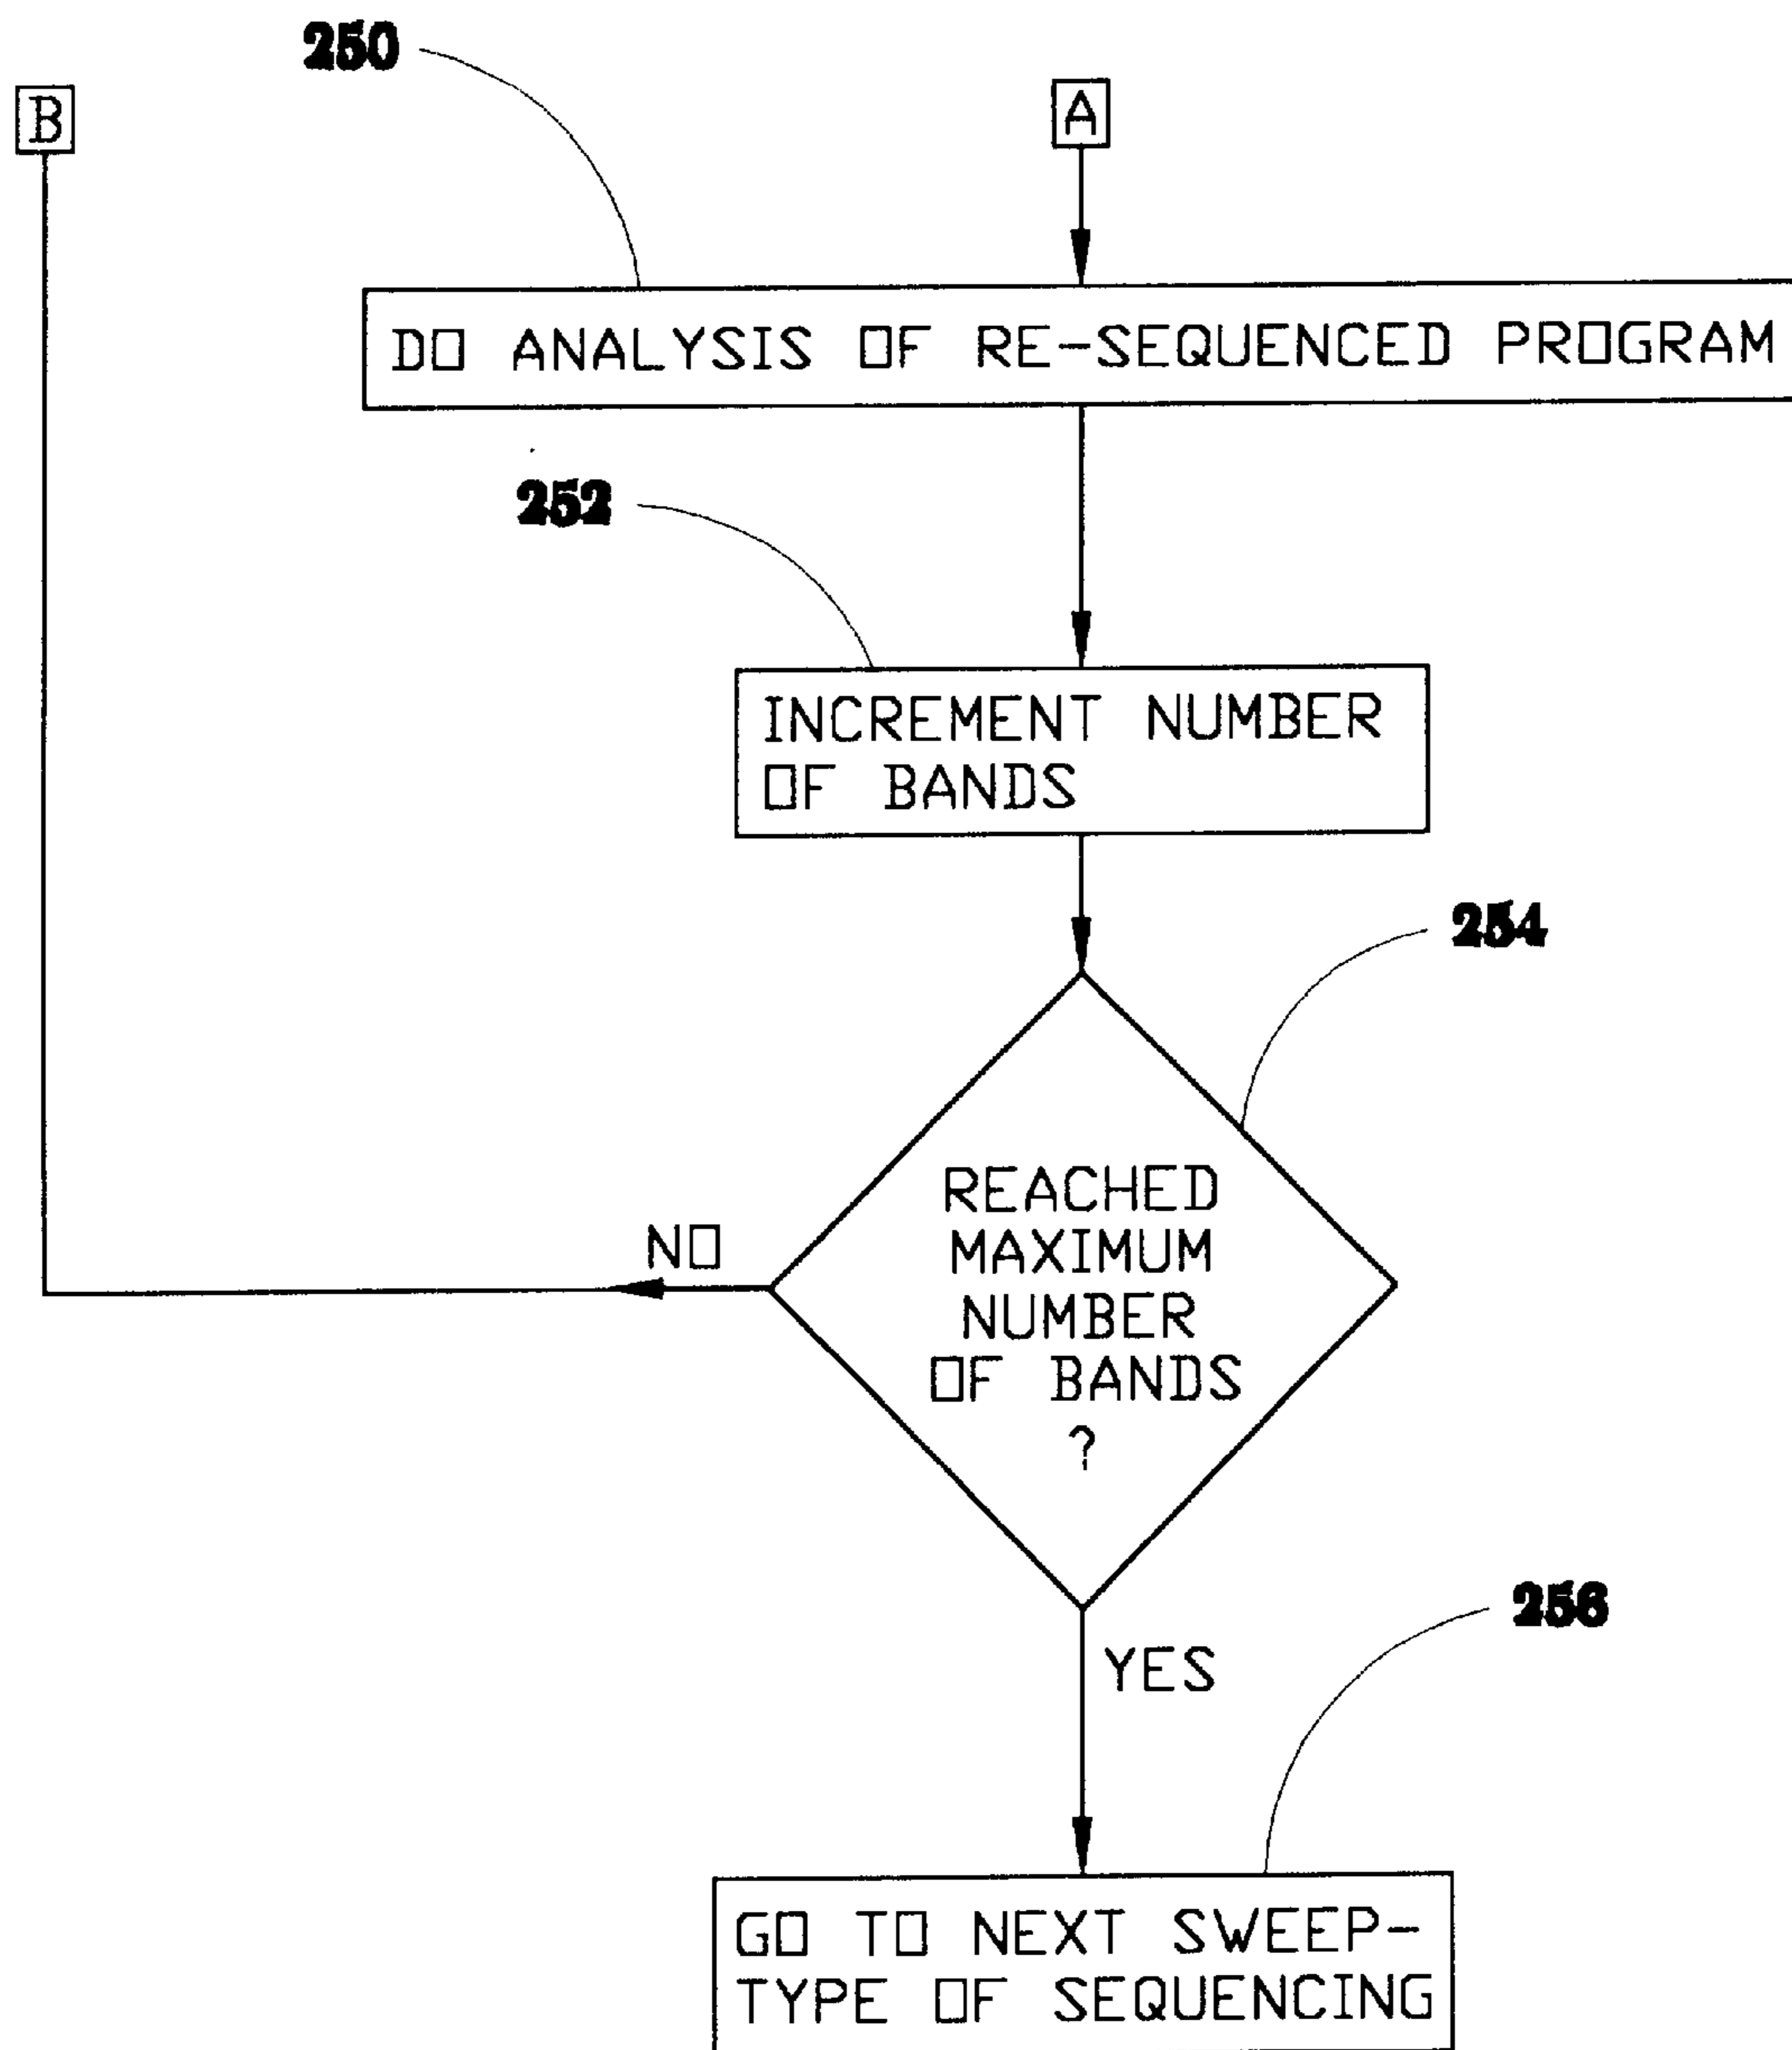 250
B
A
DO ANALYSIS OF RE-SEQUENCED PROGRAM
252
INCREMENT NUMBER
OF BANDS
254
REACHED
MAXIMUM
NUMBER
OF BANDS
?
NO
YES
256
GO TO NEXT SWEEP-
TYPE OF SEQUENCING